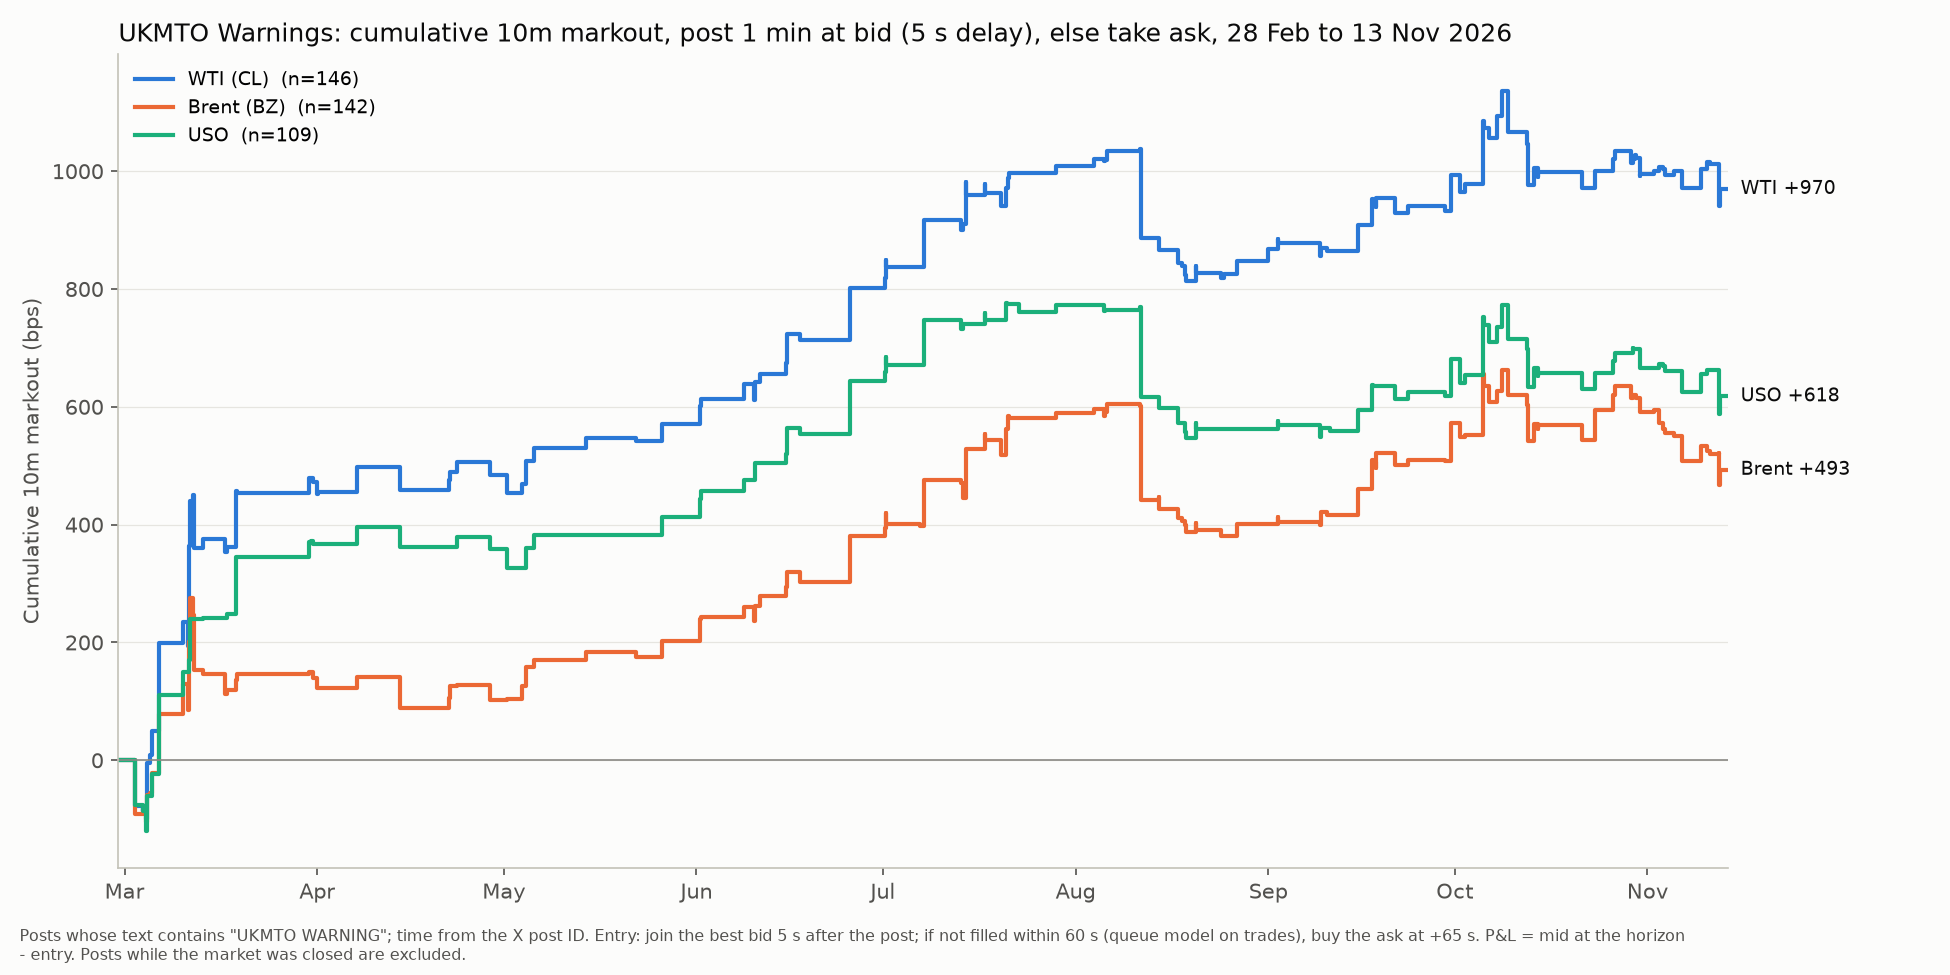 UKMTO Warnings: cumulative 10m markout, post 1 min at bid (5 s delay), else take ask, 28 Feb to 13 Nov 2026
WTI (CL)  (n=146)
Brent (BZ)  (n=142)
USO  (n=109)
Cumulative 10m markout (bps)
1000
800
600
400
200
0
WTI +970
USO +618
Brent +493
Mar Apr May Jun Jul Aug Sep Oct Nov
Posts whose text contains "UKMTO WARNING"; time from the X post ID. Entry: join the best bid 5 s after the post; if not filled within 60 s (queue model on trades), buy the ask at +65 s. P&L = mid at the horizon
- entry. Posts while the market was closed are excluded.